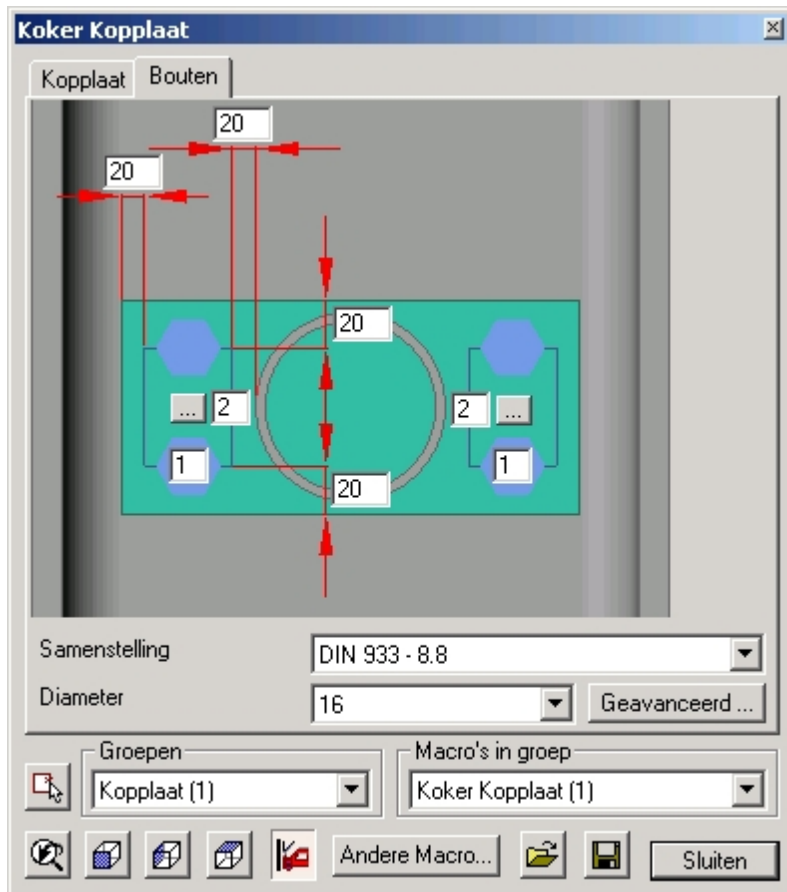 Koker Kopplaat
Kopplaat Bouten
20
20
20
... 2 2 ...
1 1
20
Samenstelling DIN 933 - 8.8
Diameter 16 Geavanceerd ...
Groepen Macro's in groep
Kopplaat (1) Koker Kopplaat (1)
Andere Macro... Sluiten